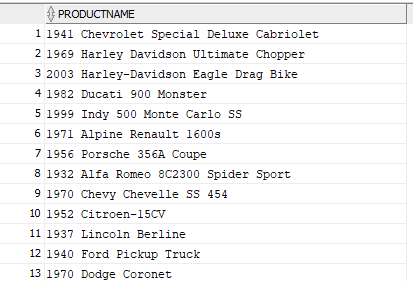 PRODUCTNAME
1 1941 Chevrolet Special Deluxe Cabriolet
2 1969 Harley Davidson Ultimate Chopper
3 2003 Harley-Davidson Eagle Drag Bike
4 1982 Ducati 900 Monster
5 1999 Indy 500 Monte Carlo SS
6 1971 Alpine Renault 1600s
7 1956 Porsche 356A Coupe
8 1932 Alfa Romeo 8C2300 Spider Sport
9 1970 Chevy Chevelle SS 454
10 1952 Citroen-15CV
11 1937 Lincoln Berline
12 1940 Ford Pickup Truck
13 1970 Dodge Coronet